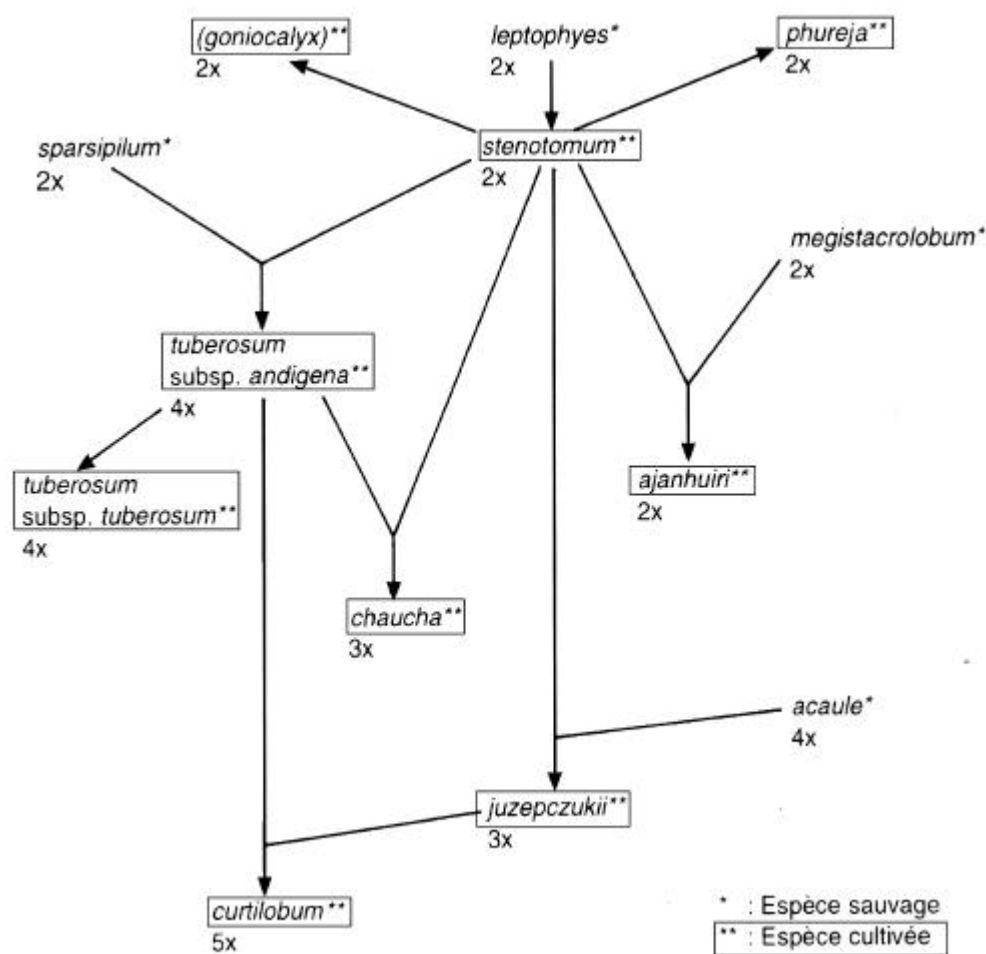 (goniocalyx)**
2x
leptophyes*
2x
phureja**
2x
sparsipilum*
2x
stenotomum**
2x
megistacrolobum*
2x
tuberosum
subsp. andigena**
4x
tuberosum
subsp. tuberosum**
4x
ajanhuiri**
2x
chaucha**
3x
acaule*
4x
juzepczukii**
3x
curtilobum**
5x
* : Espèce sauvage
** : Espèce cultivée